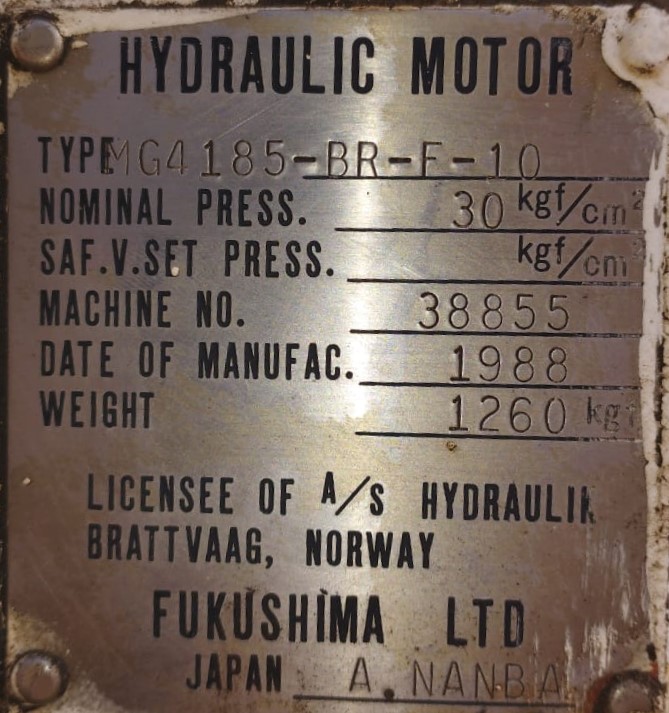 HYDRAULIC MOTOR
TYPE MG4185-BR-F-10
NOMINAL PRESS. 30 kgf/cm²
SAF.V.SET PRESS. kgf/cm²
MACHINE NO. 38855
DATE OF MANUFAC. 1988
WEIGHT 1260 kgf
LICENSEE OF A/S HYDRAULIK
BRATTVAAG, NORWAY
FUKUSHIMA LTD
JAPAN A.NANBA